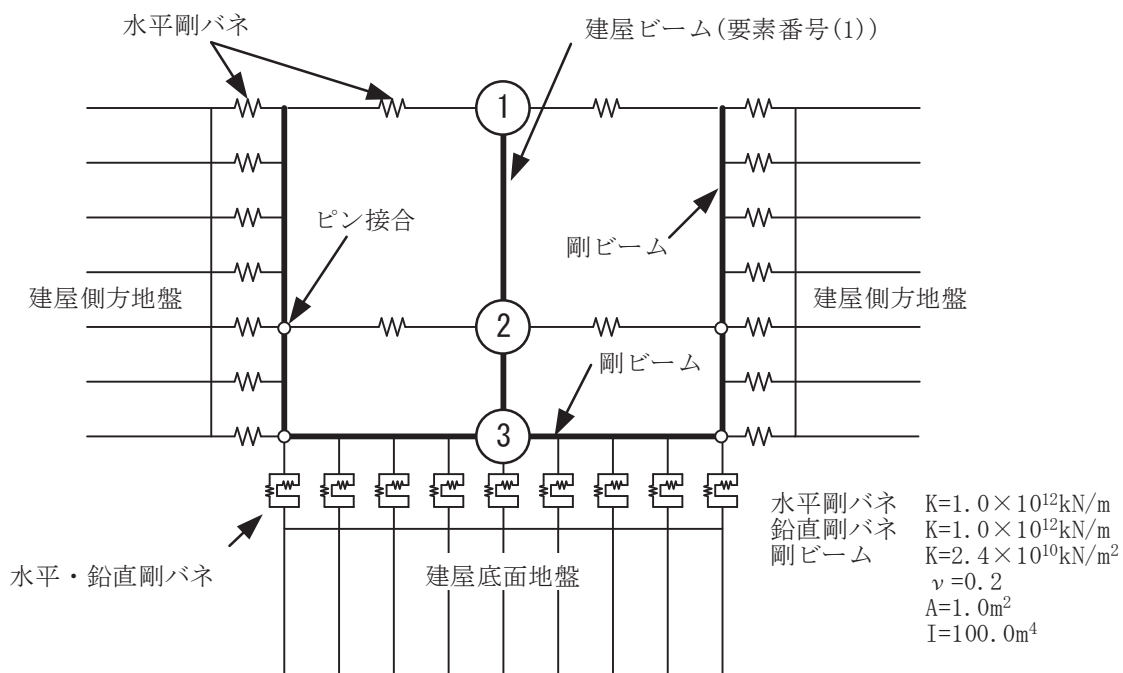 水平剛バネ
建屋ビーム(要素番号(1))
1
ピン接合
剛ビーム
建屋側方地盤
建屋側方地盤
2
剛ビーム
3
水平剛バネ K=1.0×10¹²kN/m
鉛直剛バネ K=1.0×10¹²kN/m
剛ビーム K=2.4×10¹⁰kN/m²
ν=0.2
A=1.0m²
I=100.0m⁴
水平・鉛直剛バネ
建屋底面地盤